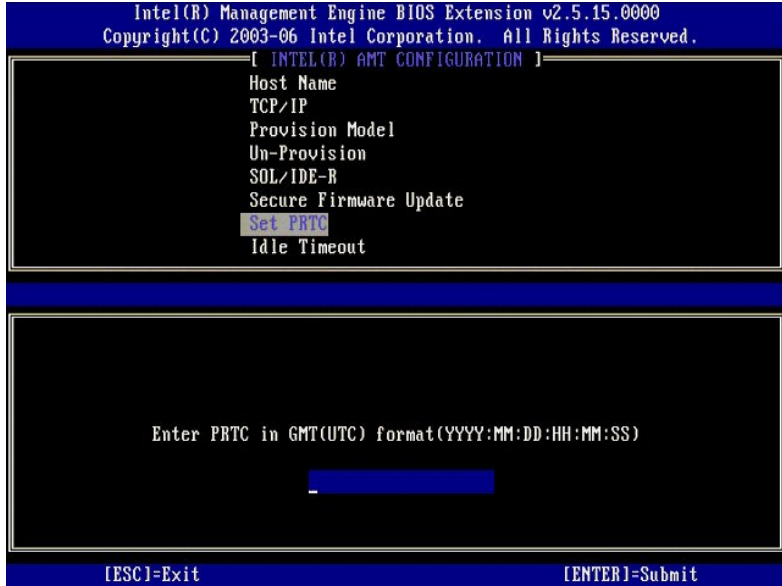 Intel(R) Management Engine BIOS Extension v2.5.15.0000
Copyright(C) 2003-06 Intel Corporation. All Rights Reserved.
[ INTEL(R) AMT CONFIGURATION ]
Host Name
TCP/IP
Provision Model
Un-Provision
SOL/IDE-R
Secure Firmware Update
Set PRTC
Idle Timeout
Enter PRTC in GMT(UTC) format(YYYY:MM:DD:HH:MM:SS)
_
[ESC]=Exit [ENTER]=Submit